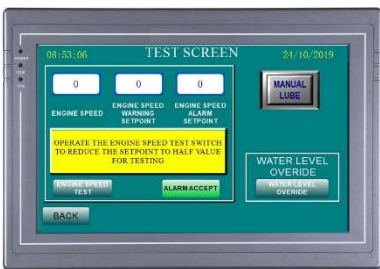 08:53:06
TEST SCREEN
24/10/2019
0
0
0
ENGINE SPEED
ENGINE SPEED
WARNING
SETPOINT
ENGINE SPEED
ALARM
SETPOINT
MANUAL
LUBE
OPERATE THE ENGINE SPEED TEST SWITCH
TO REDUCE THE SETPOINT TO HALF VALUE
FOR TESTING
ENGINE SPEED
TEST
ALARM ACCEPT
WATER LEVEL
OVERIDE
WATER LEVEL
OVERIDE
BACK